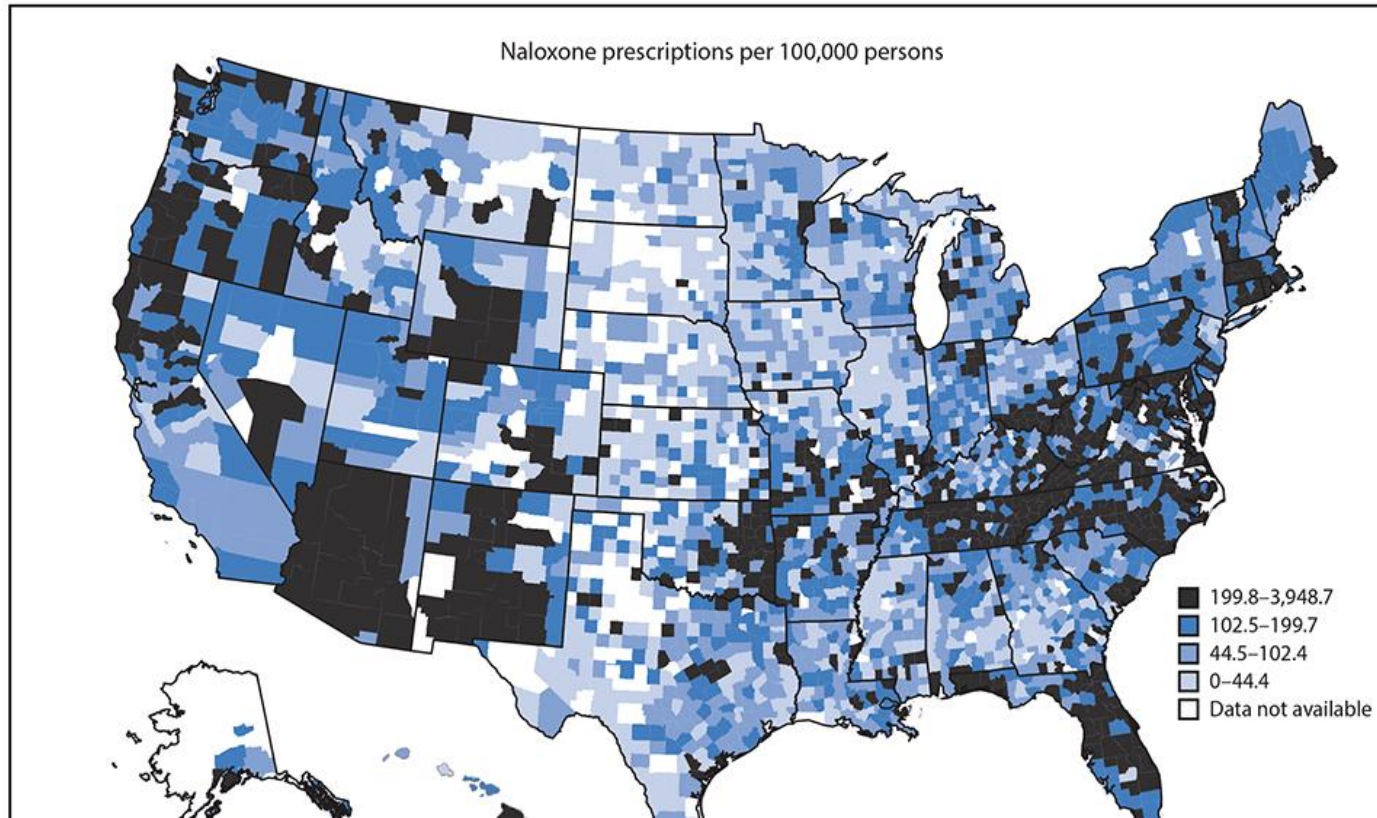 Naloxone prescriptions per 100,000 persons
199.8–3,948.7
102.5–199.7
44.5–102.4
0–44.4
Data not available